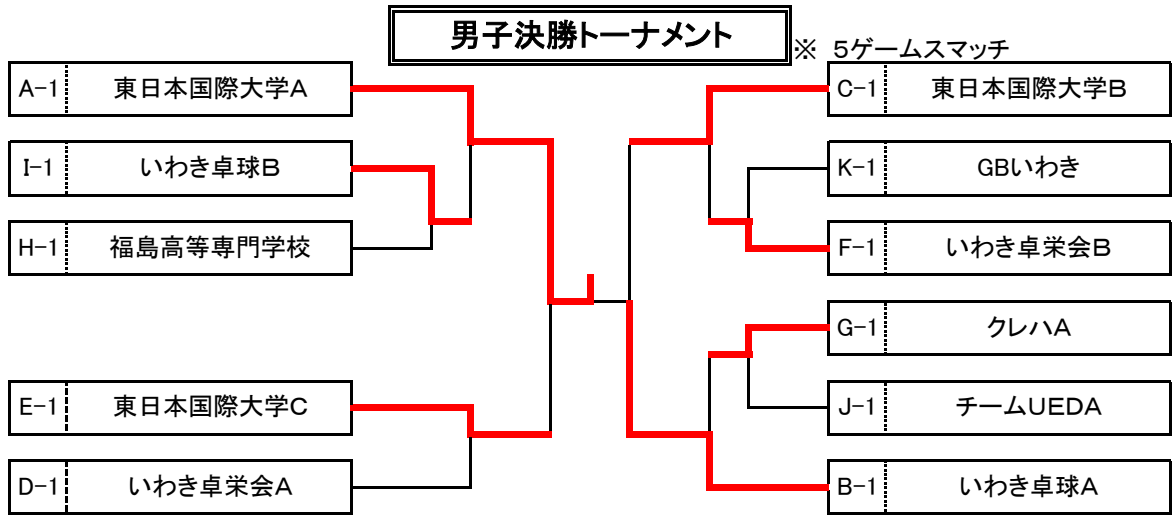 男子決勝トーナメント
※ 5ゲームスマッチ
A-1 東日本国際大学A
I-1 いわき卓球B
H-1 福島高等専門学校
E-1 東日本国際大学C
D-1 いわき卓栄会A
C-1 東日本国際大学B
K-1 GBいわき
F-1 いわき卓栄会B
G-1 クレハA
J-1 チームUEDA
B-1 いわき卓球A